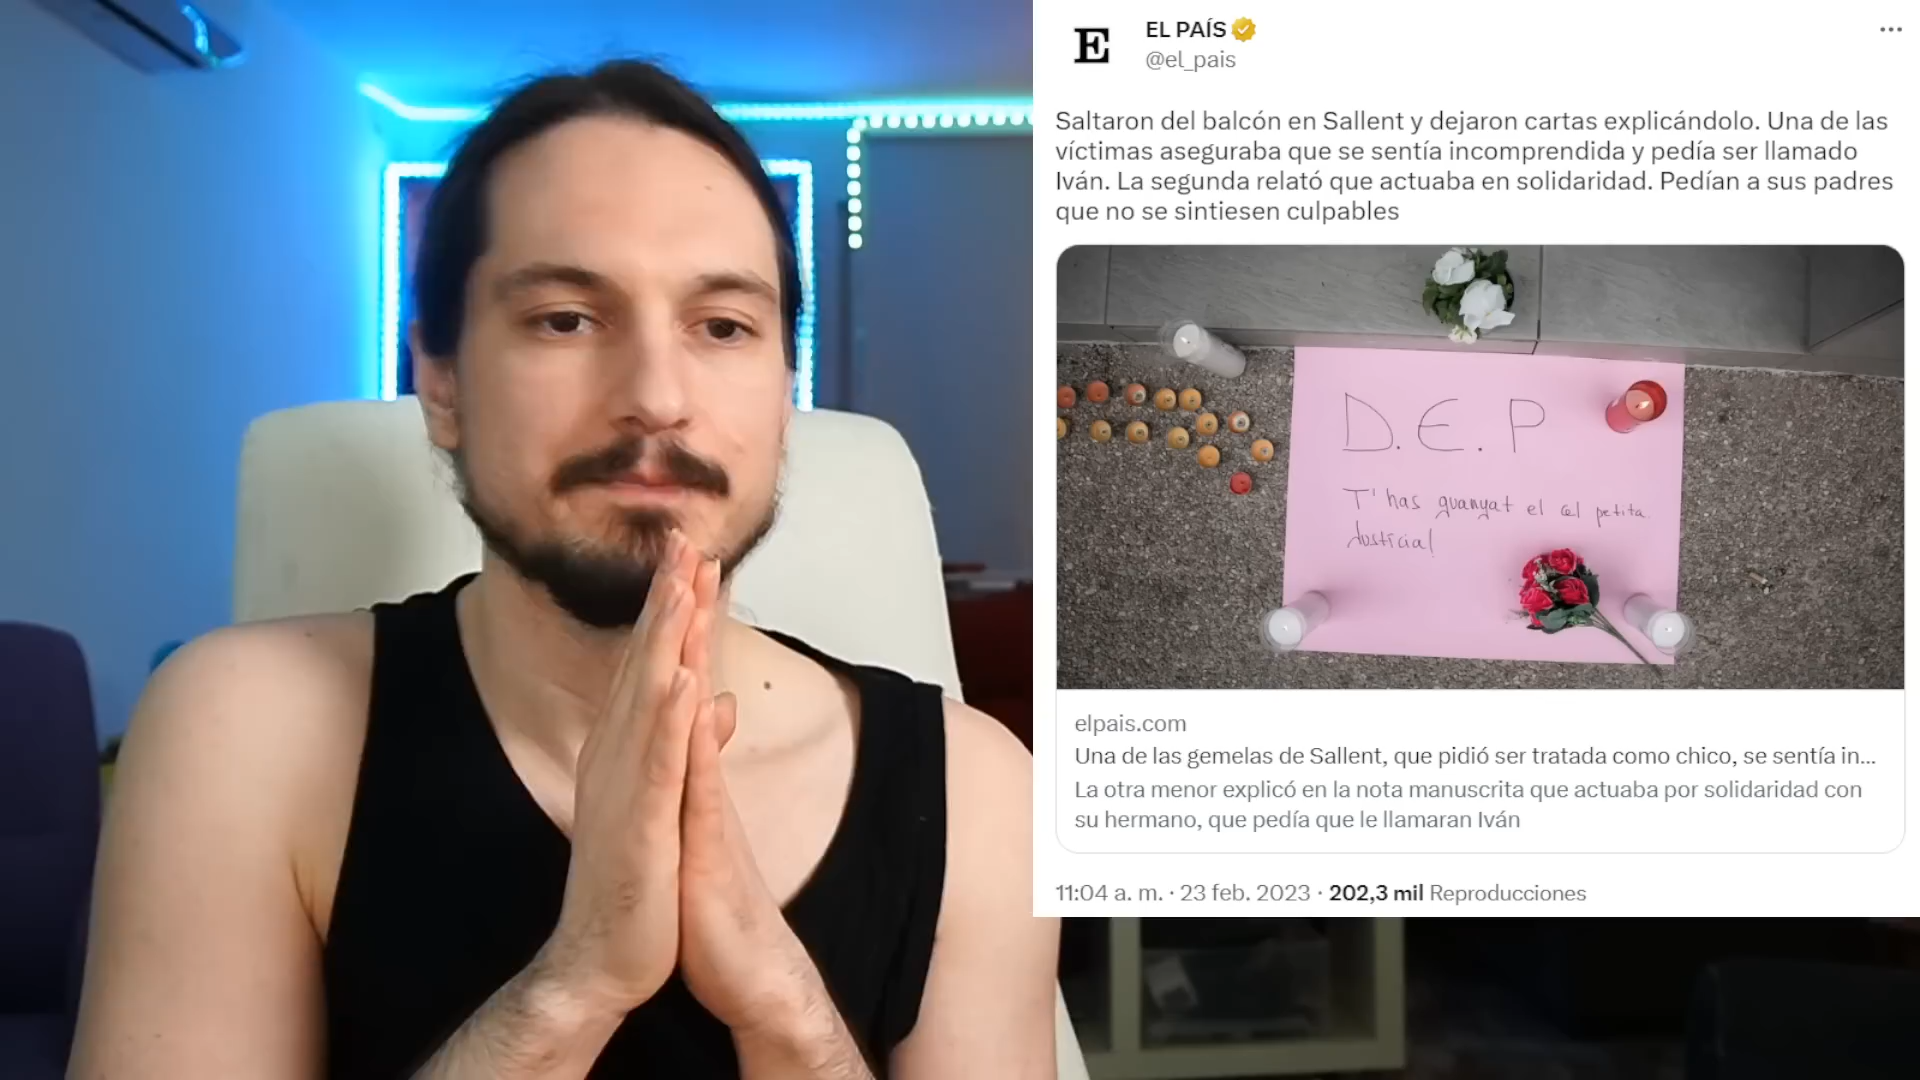 E
EL PAÍS
@el_pais
Saltaron del balcón en Sallent y dejaron cartas explicándolo. Una de las
víctimas aseguraba que se sentía incomprendida y pedía ser llamado
Iván. La segunda relató que actuaba en solidaridad. Pedían a sus padres
que no se sintiesen culpables
D.E.P
T'has guanyat el cel petita
Justicia!
elpais.com
Una de las gemelas de Sallent, que pidió ser tratada como chico, se sentía in...
La otra menor explicó en la nota manuscrita que actuaba por solidaridad con
su hermano, que pedía que le llamaran Iván
11:04 a. m. · 23 feb. 2023 · 202,3 mil Reproducciones